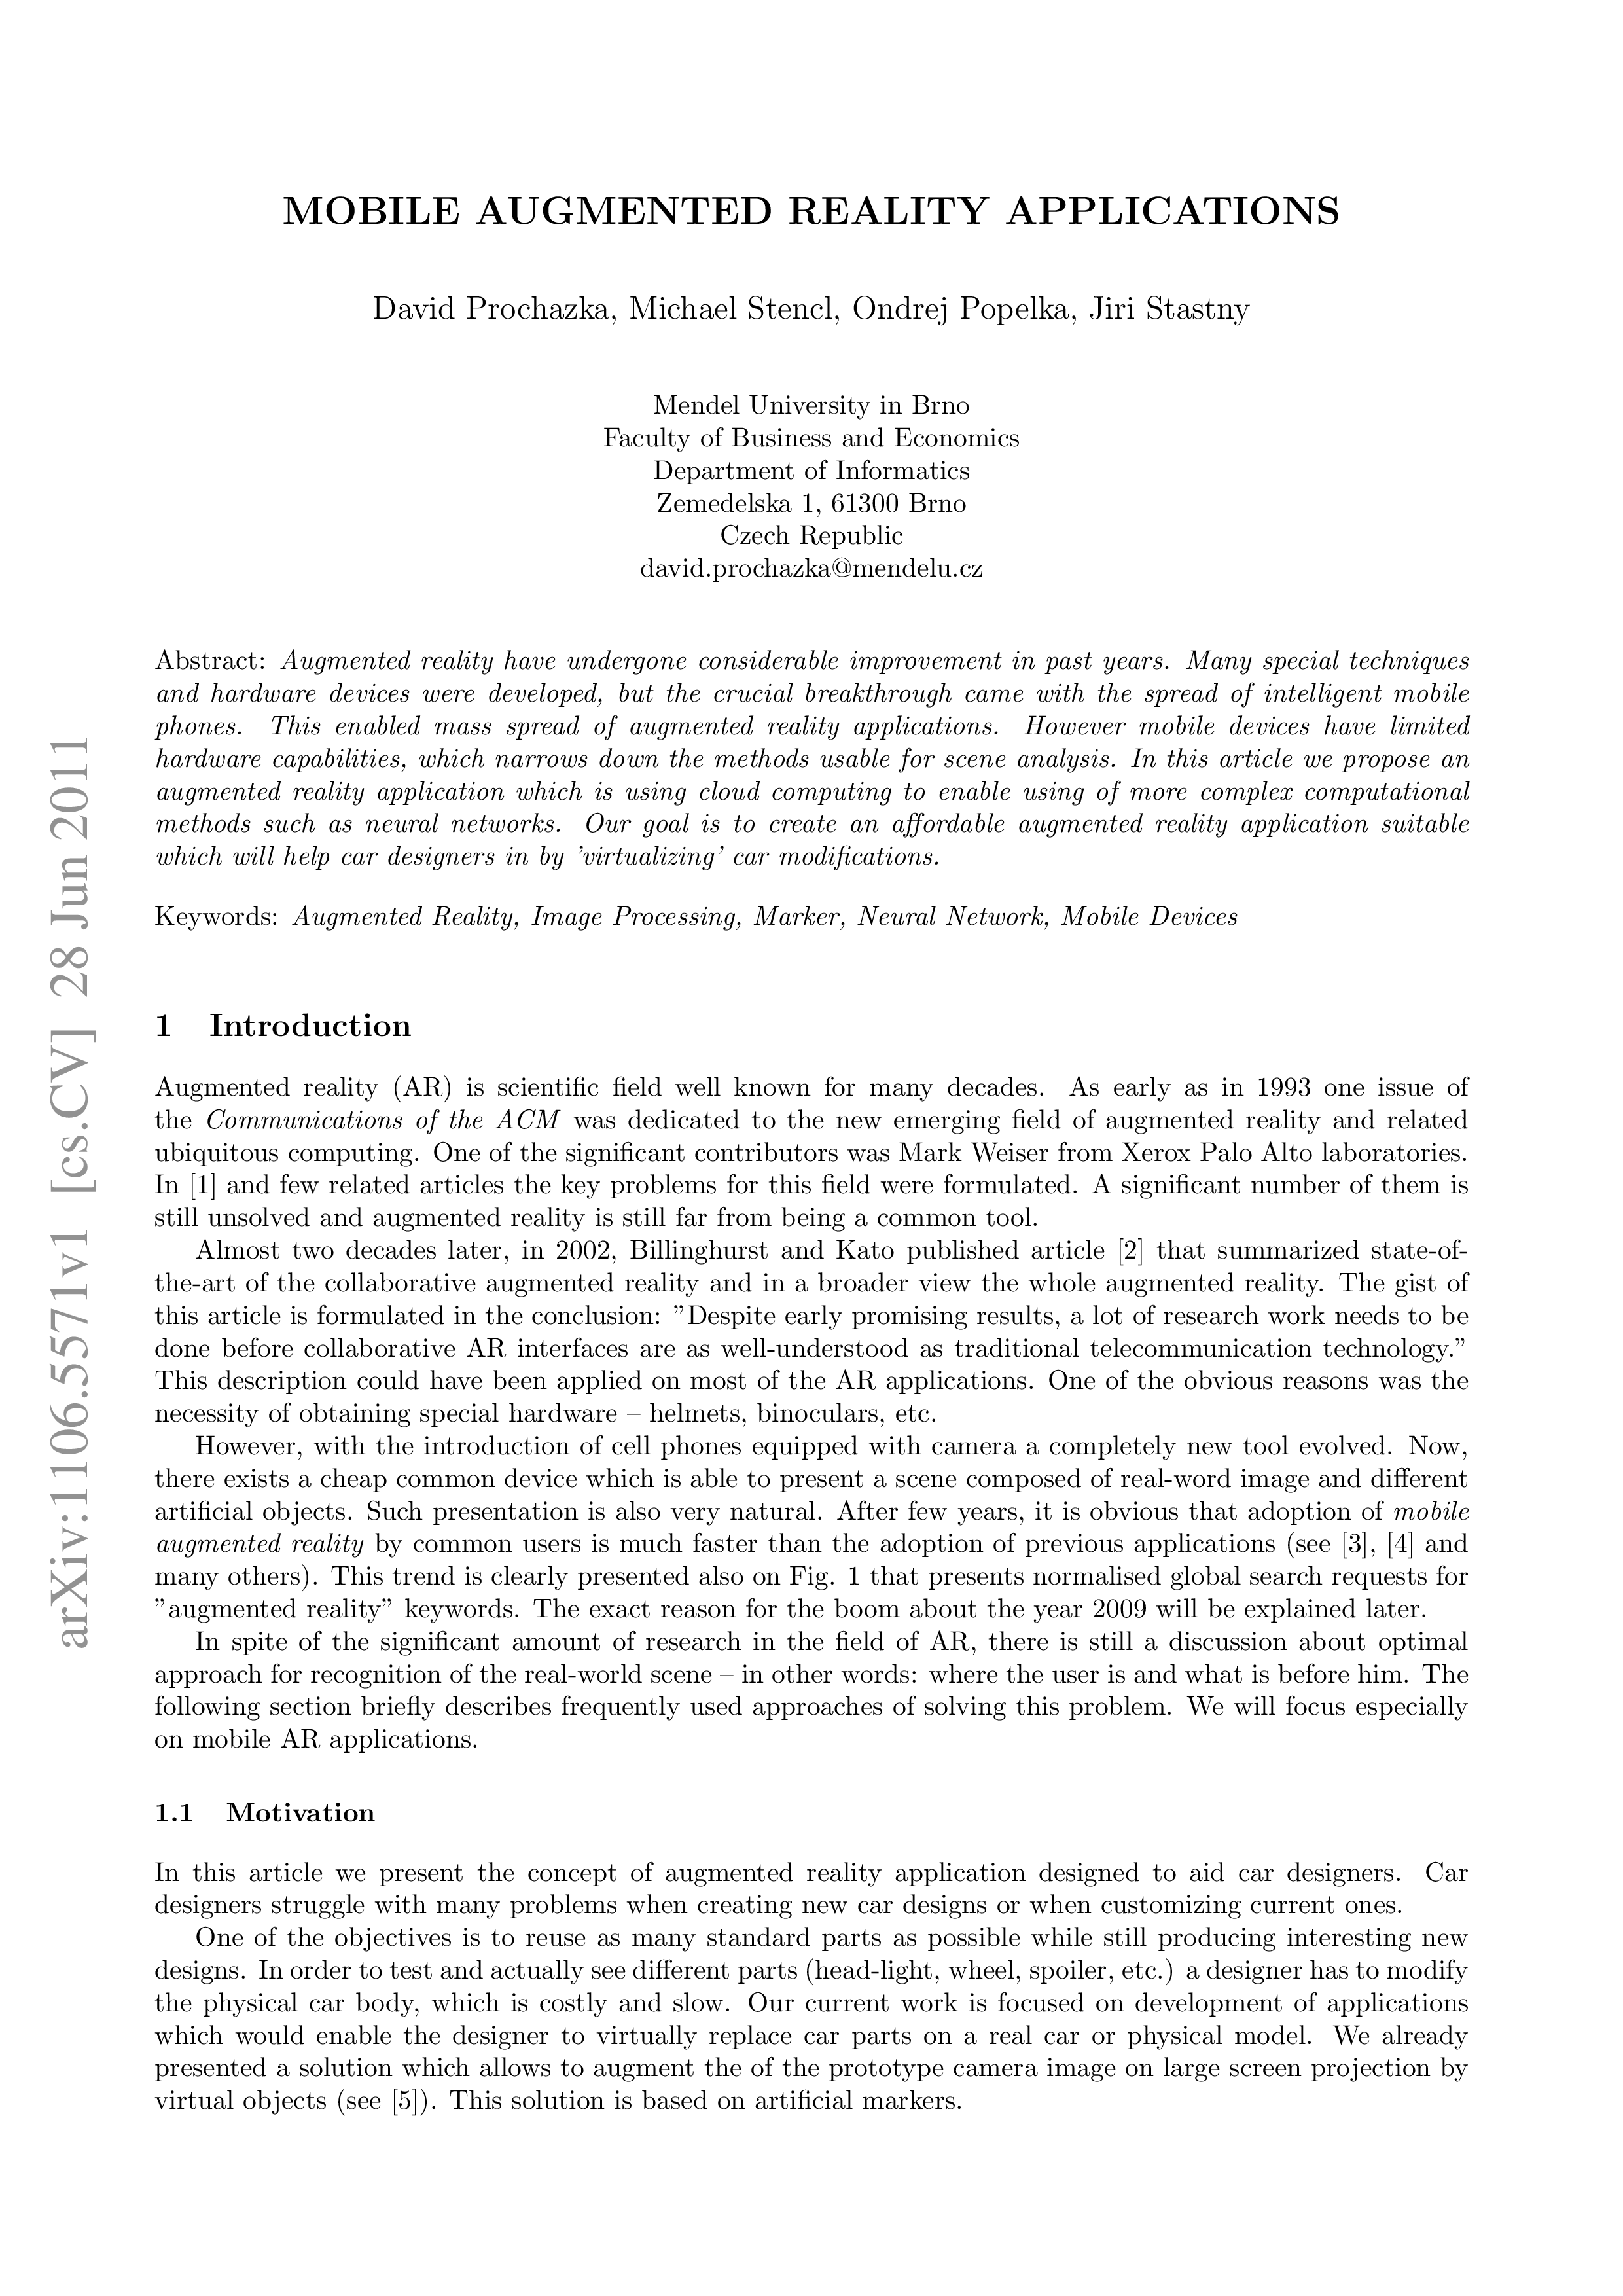 MOBILE AUGMENTED REALITY APPLICATIONS
David Prochazka, Michael Stencl, Ondrej Popelka, Jiri Stastny
Mendel University in Brno
Faculty of Business and Economics
Department of Informatics
Zemedelska 1, 61300 Brno
Czech Republic
david.prochazka@mendelu.cz
Abstract: Augmented reality have undergone considerable improvement in past years. Many special techniques
and hardware devices were developed, but the crucial breakthrough came with the spread of intelligent mobile
phones. This enabled mass spread of augmented reality applications. However mobile devices have limited
hardware capabilities, which narrows down the methods usable for scene analysis. In this article we propose an
augmented reality application which is using cloud computing to enable using of more complex computational
methods such as neural networks. Our goal is to create an affordable augmented reality application suitable
which will help car designers in by ’virtualizing’ car modifications.
Keywords: Augmented Reality, Image Processing, Marker, Neural Network, Mobile Devices
1 Introduction
Augmented reality (AR) is scientific field well known for many decades. As early as in 1993 one issue of
the Communications of the ACM was dedicated to the new emerging field of augmented reality and related
ubiquitous computing. One of the significant contributors was Mark Weiser from Xerox Palo Alto laboratories.
In [1] and few related articles the key problems for this field were formulated. A significant number of them is
still unsolved and augmented reality is still far from being a common tool.
Almost two decades later, in 2002, Billinghurst and Kato published article [2] that summarized state-of-
the-art of the collaborative augmented reality and in a broader view the whole augmented reality. The gist of
this article is formulated in the conclusion: ”Despite early promising results, a lot of research work needs to be
done before collaborative AR interfaces are as well-understood as traditional telecommunication technology.”
This description could have been applied on most of the AR applications. One of the obvious reasons was the
necessity of obtaining special hardware – helmets, binoculars, etc.
However, with the introduction of cell phones equipped with camera a completely new tool evolved. Now,
there exists a cheap common device which is able to present a scene composed of real-word image and different
artificial objects. Such presentation is also very natural. After few years, it is obvious that adoption of mobile
augmented reality by common users is much faster than the adoption of previous applications (see [3], [4] and
many others). This trend is clearly presented also on Fig. 1 that presents normalised global search requests for
”augmented reality” keywords. The exact reason for the boom about the year 2009 will be explained later.
In spite of the significant amount of research in the field of AR, there is still a discussion about optimal
approach for recognition of the real-world scene – in other words: where the user is and what is before him. The
following section briefly describes frequently used approaches of solving this problem. We will focus especially
on mobile AR applications.
1.1 Motivation
In this article we present the concept of augmented reality application designed to aid car designers. Car
designers struggle with many problems when creating new car designs or when customizing current ones.
One of the objectives is to reuse as many standard parts as possible while still producing interesting new
designs. In order to test and actually see different parts (head-light, wheel, spoiler, etc.) a designer has to modify
the physical car body, which is costly and slow. Our current work is focused on development of applications
which would enable the designer to virtually replace car parts on a real car or physical model. We already
presented a solution which allows to augment the of the prototype camera image on large screen projection by
virtual objects (see [5]). This solution is based on artificial markers.
arXiv:1106.5571v1 [cs.CV] 28 Jun 2011